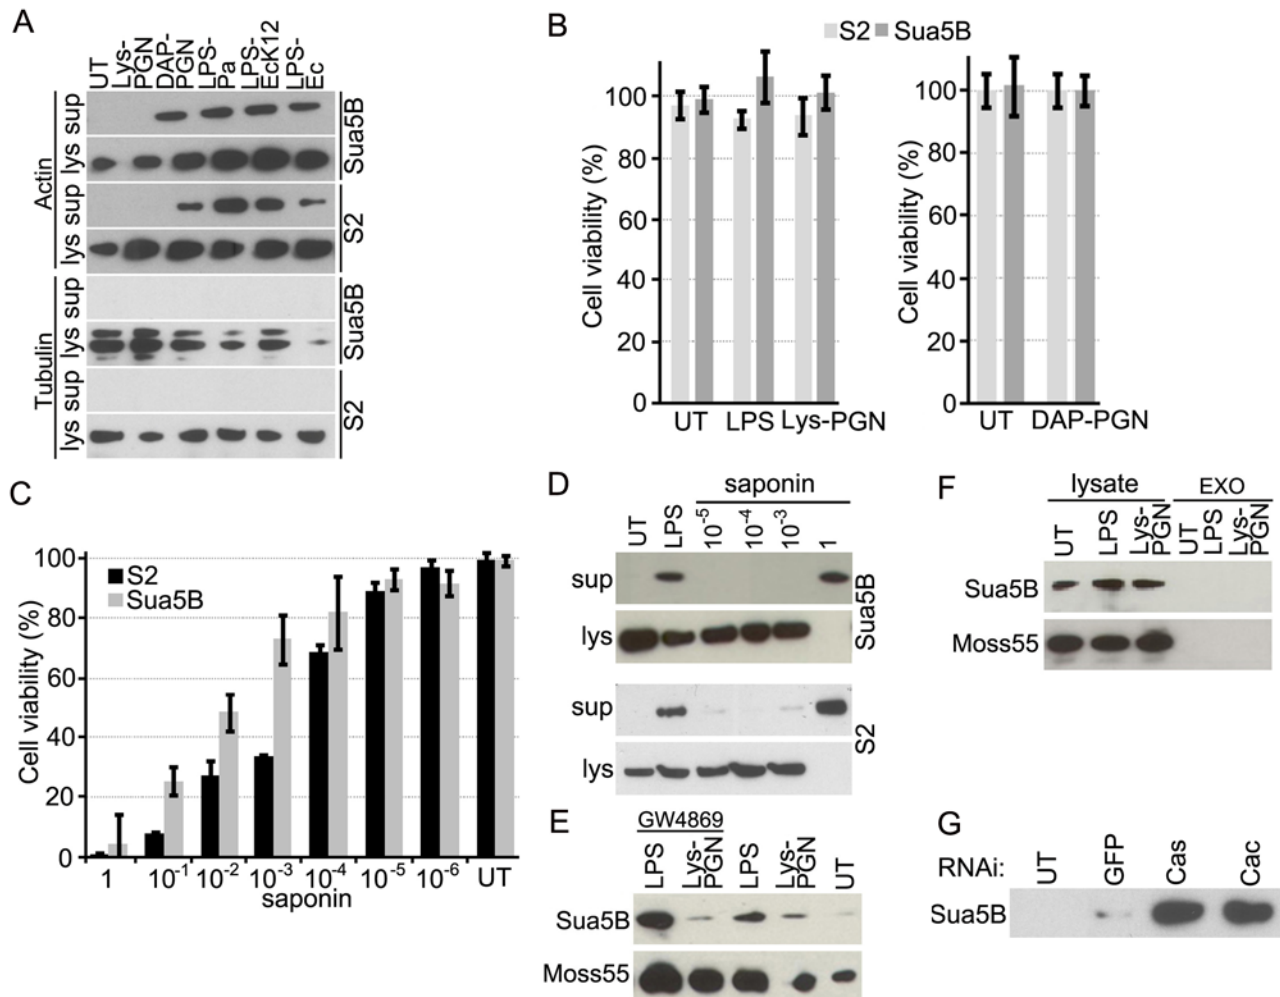 A
UT
Lys-
PGN
DAP-
PGN
LPS-
Pa
LPS-
EcK12
LPS-
Ec
Actin
sup
lys
Sua5B
sup
lys
S2
Tubulin
sup
lys
Sua5B
sup
lys
S2
B
S2 Sua5B
Cell viability (%)
100
80
60
40
20
0
UT LPS Lys-PGN
Cell viability (%)
100
80
60
40
20
0
UT DAP-PGN
C
S2
Sua5B
Cell viability (%)
100
80
60
40
20
0
1 10-1 10-2 10-3 10-4 10-5 10-6 UT
saponin
D
saponin
UT LPS 10-5 10-4 10-3 1
sup
lys
Sua5B
sup
lys
S2
E
GW4869
LPS
Lys-
PGN
LPS
Lys-
PGN
UT
Sua5B
Moss55
F
lysate EXO
UT
LPS
Lys-
PGN
UT
LPS
Lys-
PGN
Sua5B
Moss55
G
RNAi: UT GFP Cas Cac
Sua5B